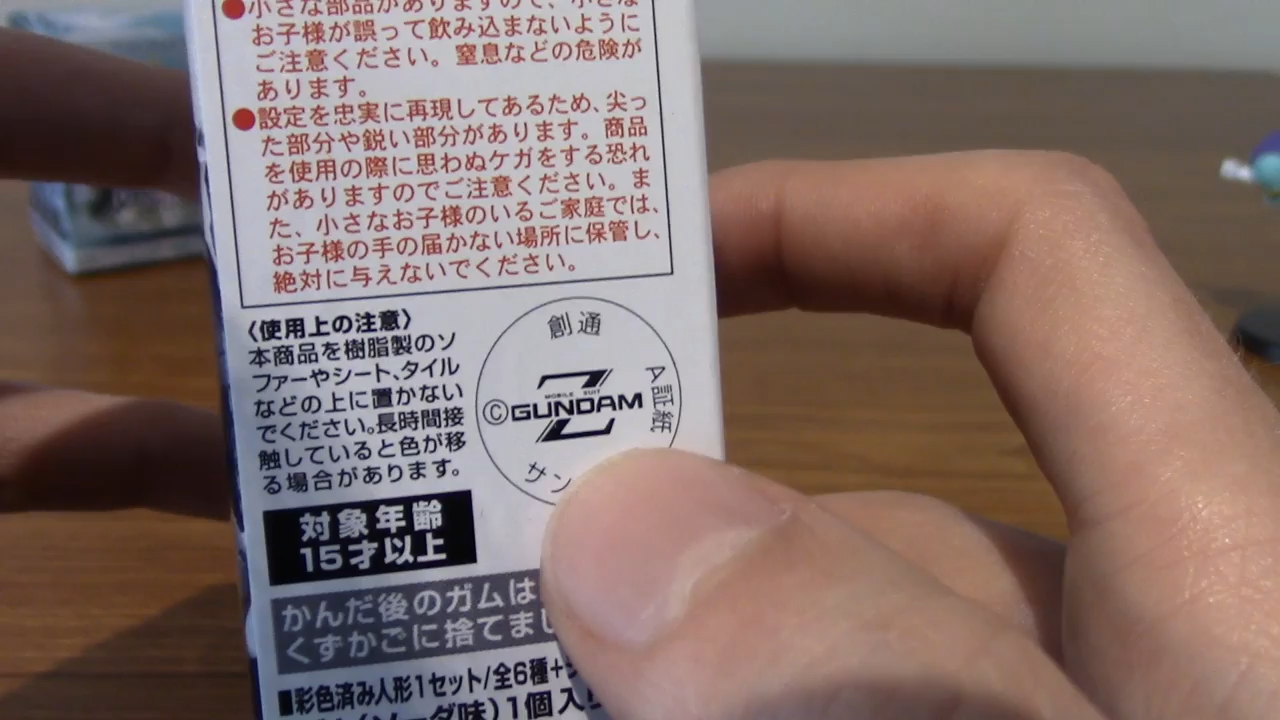 ●小さな部品がありますので、小さな
お子様が誤って飲み込まないように
ご注意ください。窒息などの危険が
あります。
●設定を忠実に再現してあるため、尖っ
た部分や鋭い部分があります。商品
を使用の際に思わぬケガをする恐れ
がありますのでご注意ください。ま
た、小さなお子様のいるご家庭では、
お子様の手の届かない場所に保管し、
絶対に与えないでください。
〈使用上の注意〉
本商品を樹脂製のソ
ファーやシート、タイル
などの上に置かない
でください。長時間接
触していると色が移
る場合があります。
創通
A証紙
MOBILE SUIT
Z
©GUNDAM
サン
対象年齢
15才以上
かんだ後のガムは
くずかごに捨てまし
■彩色済み人形1セット/全6種+
ソーダ味)1個入り